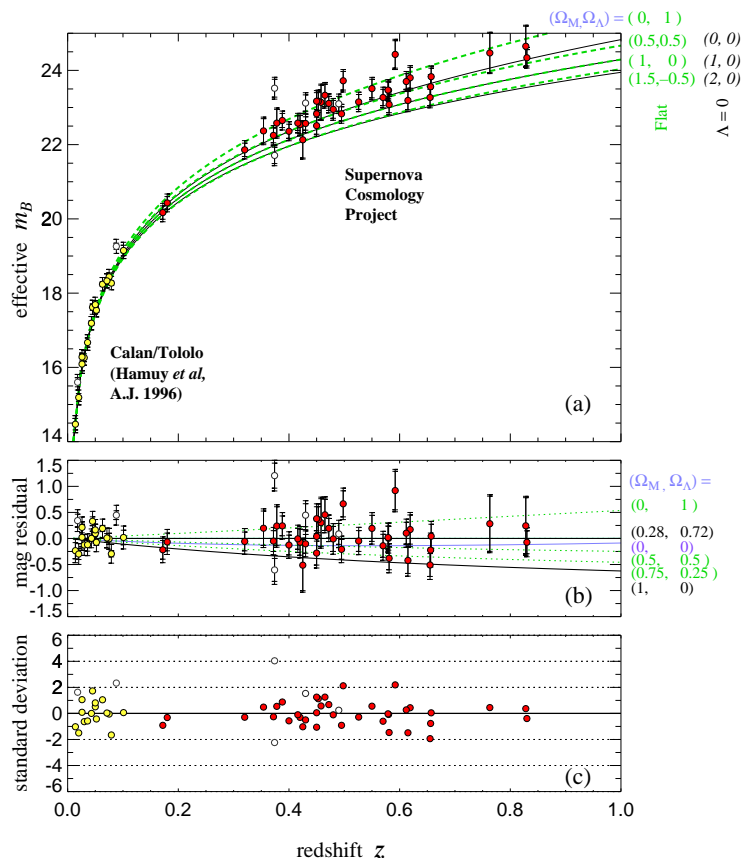 (Ω_M,Ω_Λ) = ( 0, 1 )
(0.5,0.5) (0, 0)
( 1, 0 ) (1, 0)
(1.5,−0.5) (2, 0)
Flat
Λ = 0
24
22
20
18
16
14
effective m_B
Supernova
Cosmology
Project
Calan/Tololo
(Hamuy et al,
A.J. 1996)
(a)
(Ω_M , Ω_Λ) =
(0, 1 )
(0.28, 0.72)
(0, 0)
(0.5, 0.5 )
(0.75, 0.25 )
(1, 0)
1.5
1.0
0.5
0.0
-0.5
-1.0
-1.5
mag residual
(b)
6
4
2
0
-2
-4
-6
standard deviation
(c)
0.0 0.2 0.4 0.6 0.8 1.0
redshift z